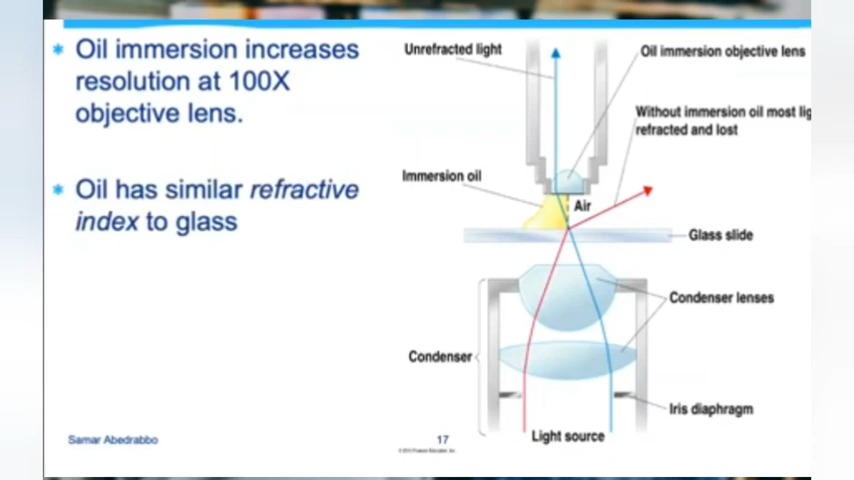 Oil immersion increases
resolution at 100X
objective lens.
Oil has similar refractive
index to glass
Unrefracted light
Oil immersion objective lens
Without immersion oil most lig
refracted and lost
Immersion oil
Air
Glass slide
Condenser lenses
Condenser
Iris diaphragm
Light source
Samar Abedrabbo
17